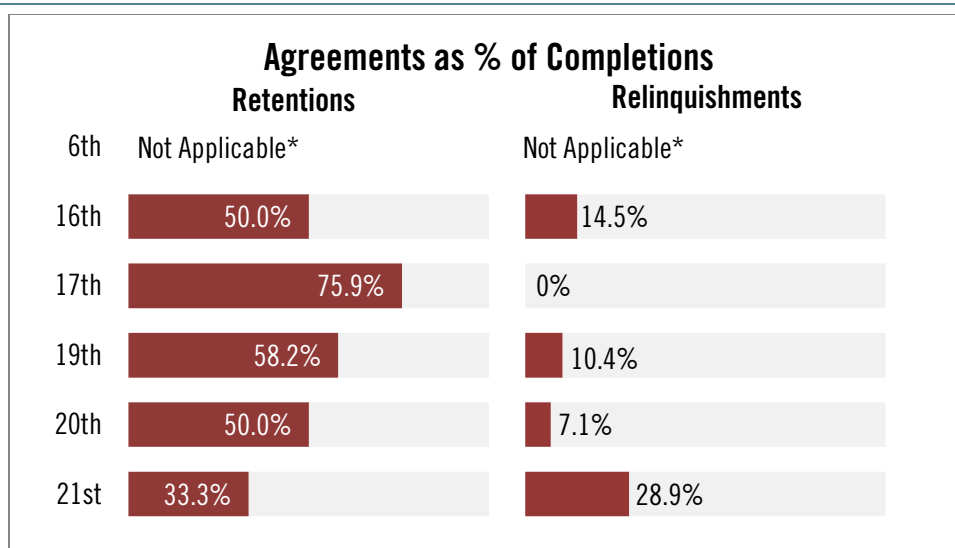 Agreements as % of Completions
Retentions Relinquishments
6th Not Applicable* Not Applicable*
16th 50.0% 14.5%
17th 75.9% 0%
19th 58.2% 10.4%
20th 50.0% 7.1%
21st 33.3% 28.9%